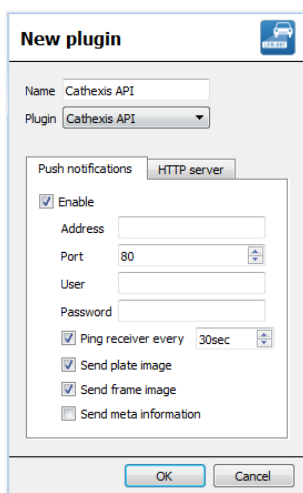 New plugin
Name Cathexis API
Plugin Cathexis API
Push notifications HTTP server
Enable
Address
Port 80
User
Password
Ping receiver every 30sec
Send plate image
Send frame image
Send meta information
OK Cancel